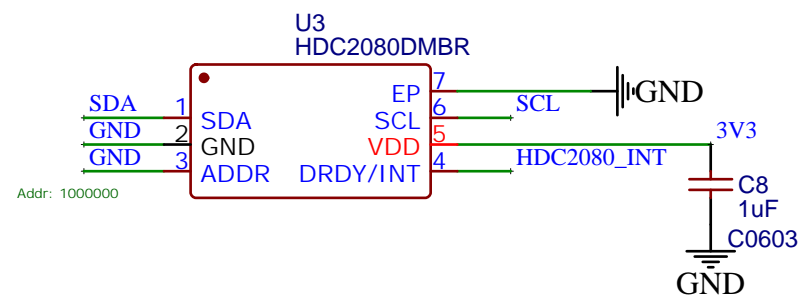 U3
HDC2080DMBR
EP 7 GND
SDA 1 SDA SCL 6 SCL
GND 2 GND VDD 5 3V3
GND 3 ADDR DRDY/INT 4 HDC2080_INT
Addr: 1000000
C8
1uF
C0603
GND